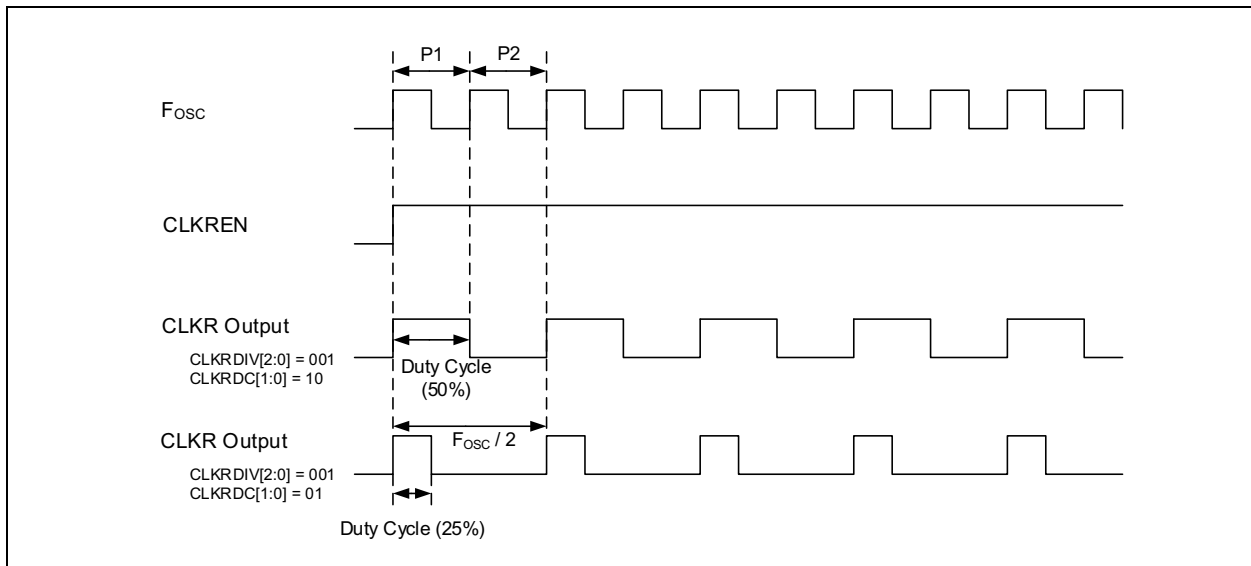 P1
P2
FOSC
CLKREN
CLKR Output
CLKRDIV[2:0] = 001
CLKRDC[1:0] = 10
Duty Cycle
(50%)
FOSC / 2
CLKR Output
CLKRDIV[2:0] = 001
CLKRDC[1:0] = 01
Duty Cycle (25%)